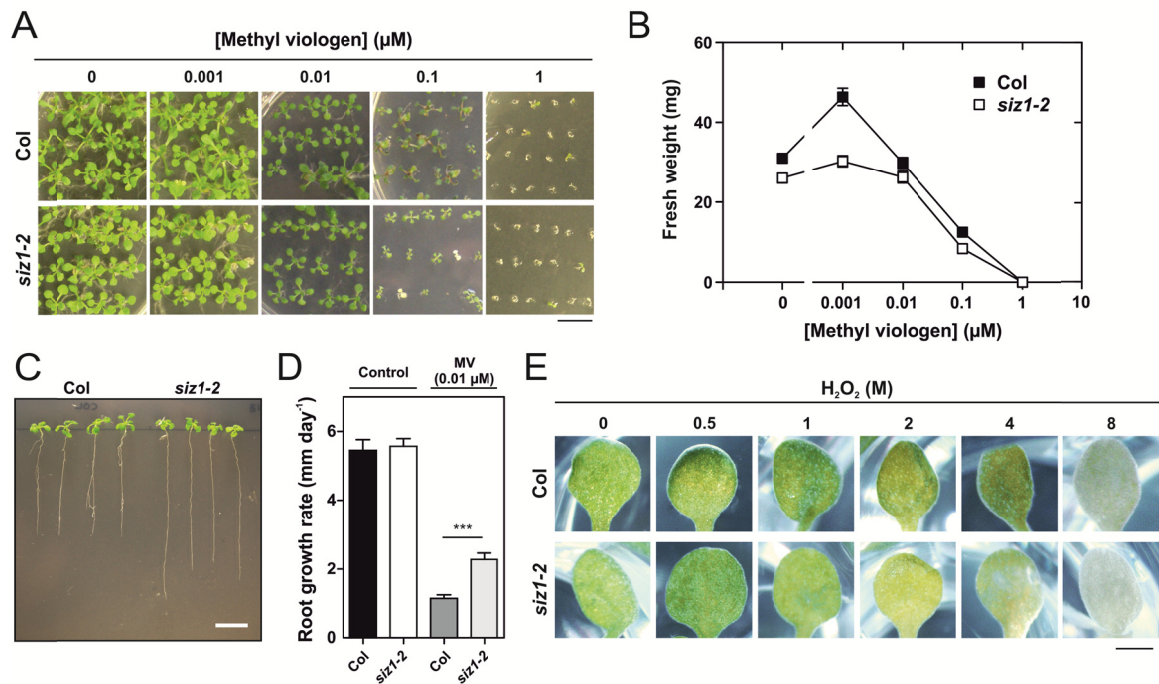 A
[Methyl viologen] (µM)
0 0.001 0.01 0.1 1
Col
siz1-2
B
Fresh weight (mg)
60
40
20
0
Col
siz1-2
0 0.001 0.01 0.1 1 10
[Methyl viologen] (µM)
C
Col siz1-2
D
Control MV
(0.01 µM)
Root growth rate (mm day⁻¹)
6
4
2
0
***
Col siz1-2 Col siz1-2
E
H₂O₂ (M)
0 0.5 1 2 4 8
Col
siz1-2